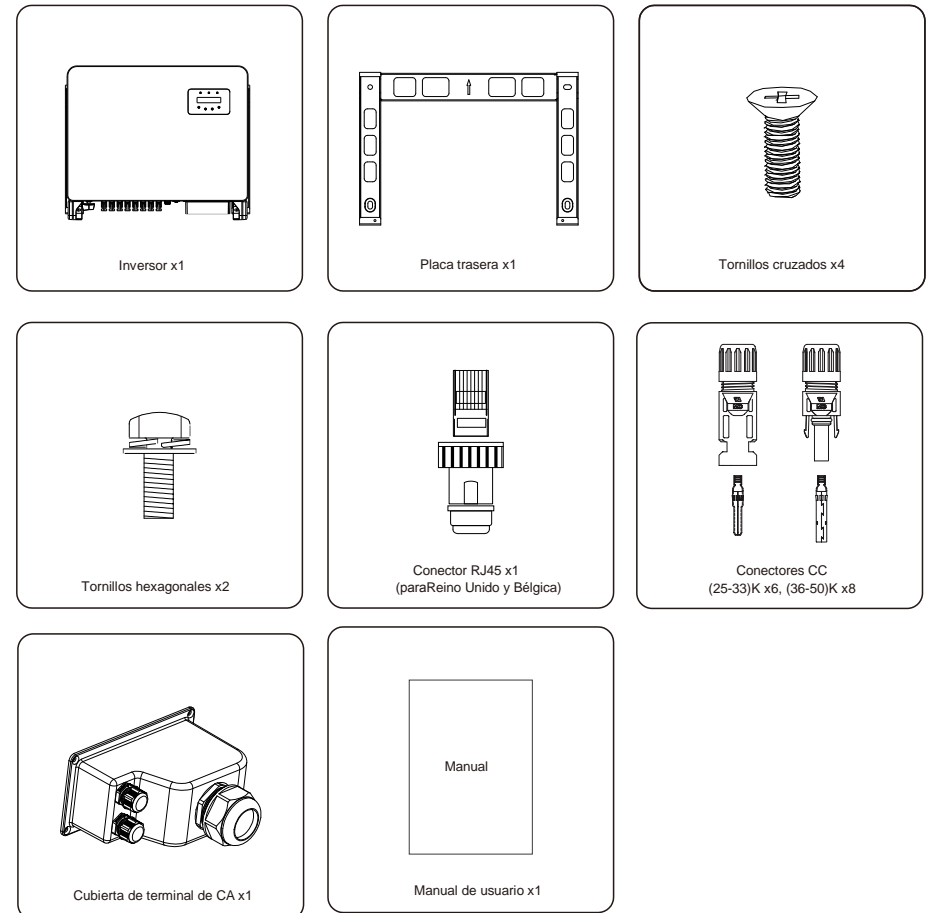 Inversor x1
Placa trasera x1
Tornillos cruzados x4
Tornillos hexagonales x2
Conector RJ45 x1
(paraReino Unido y Bélgica)
Conectores CC
(25-33)K x6, (36-50)K x8
Cubierta de terminal de CA x1
Manual
Manual de usuario x1